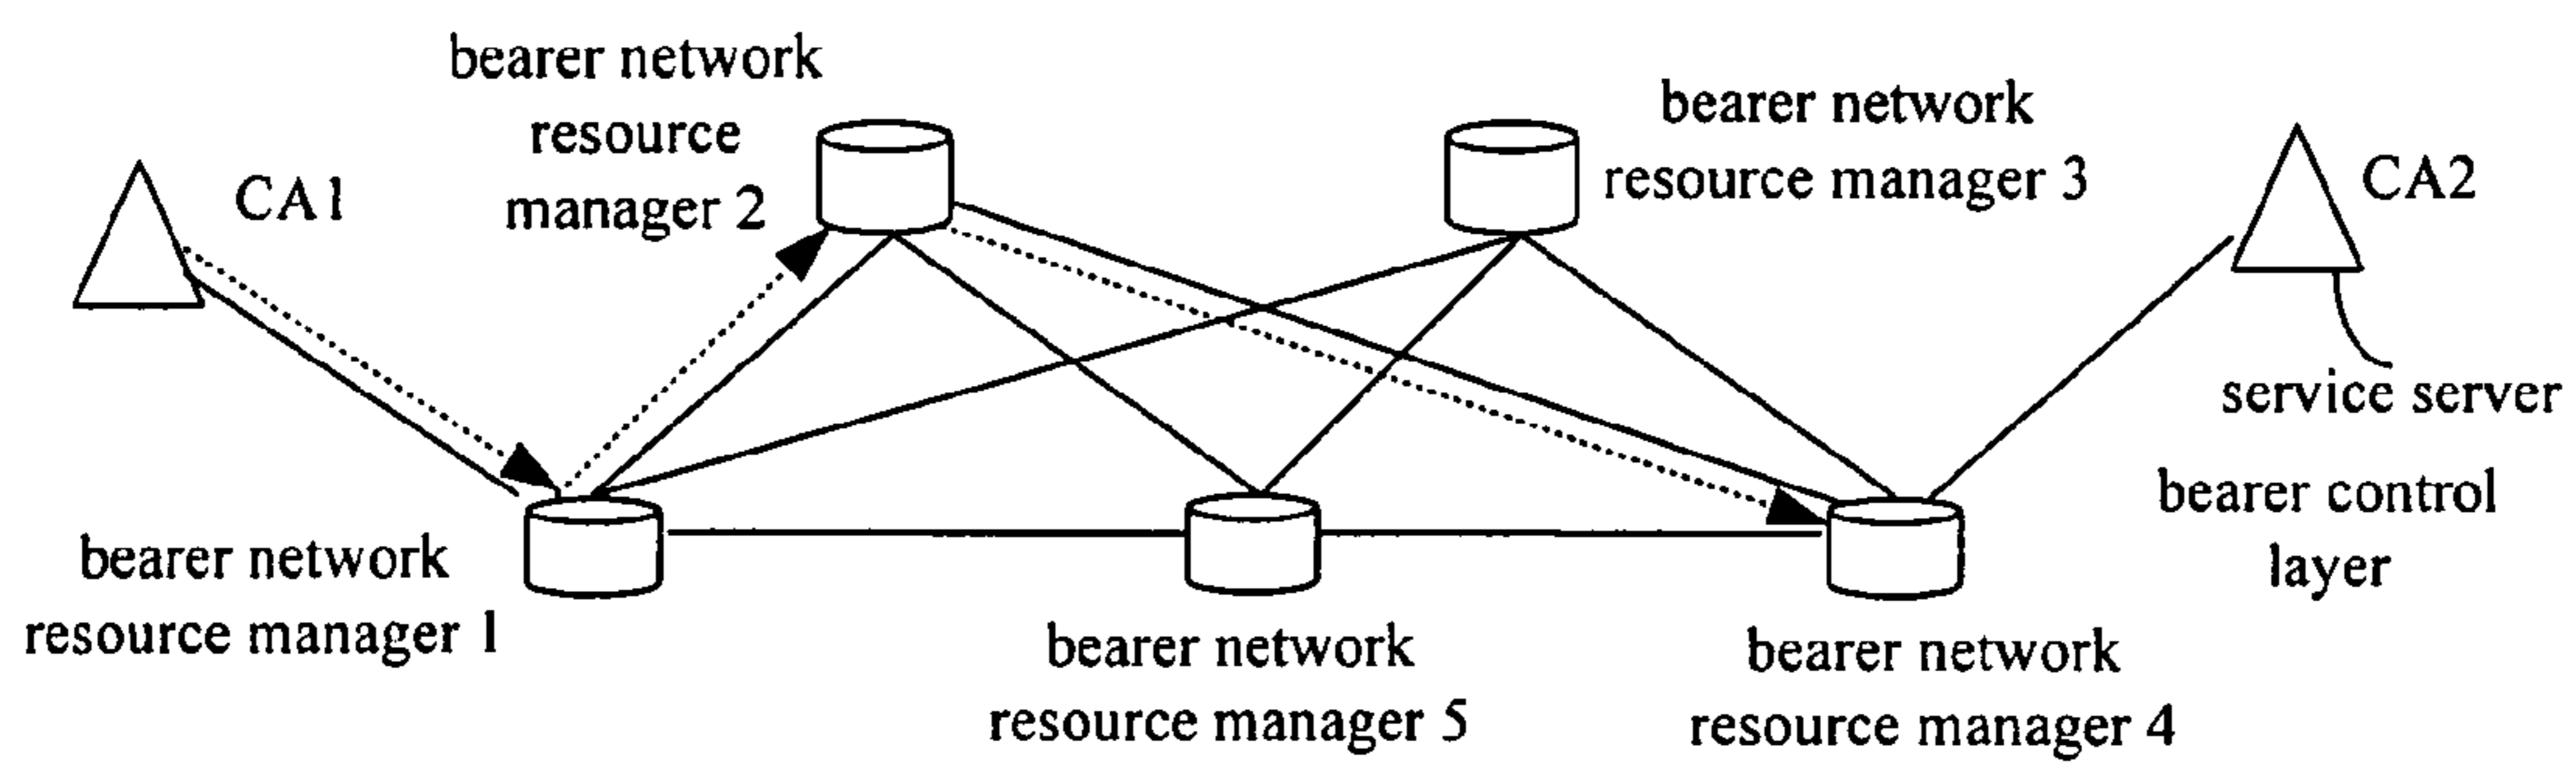 bearer network
resource
manager 2
bearer network
resource manager 3
CA1
CA2
service server
bearer control
layer
bearer network
resource manager 1
bearer network
resource manager 5
bearer network
resource manager 4